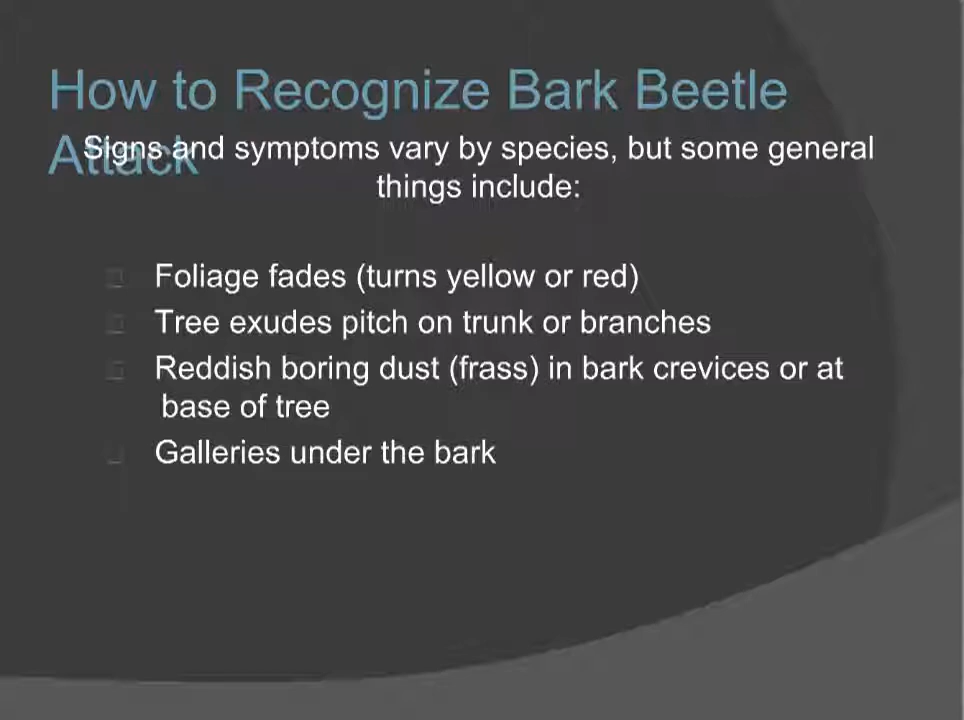 How to Recognize Bark Beetle
Attack
Signs and symptoms vary by species, but some general
things include:
Foliage fades (turns yellow or red)
Tree exudes pitch on trunk or branches
Reddish boring dust (frass) in bark crevices or at
base of tree
Galleries under the bark